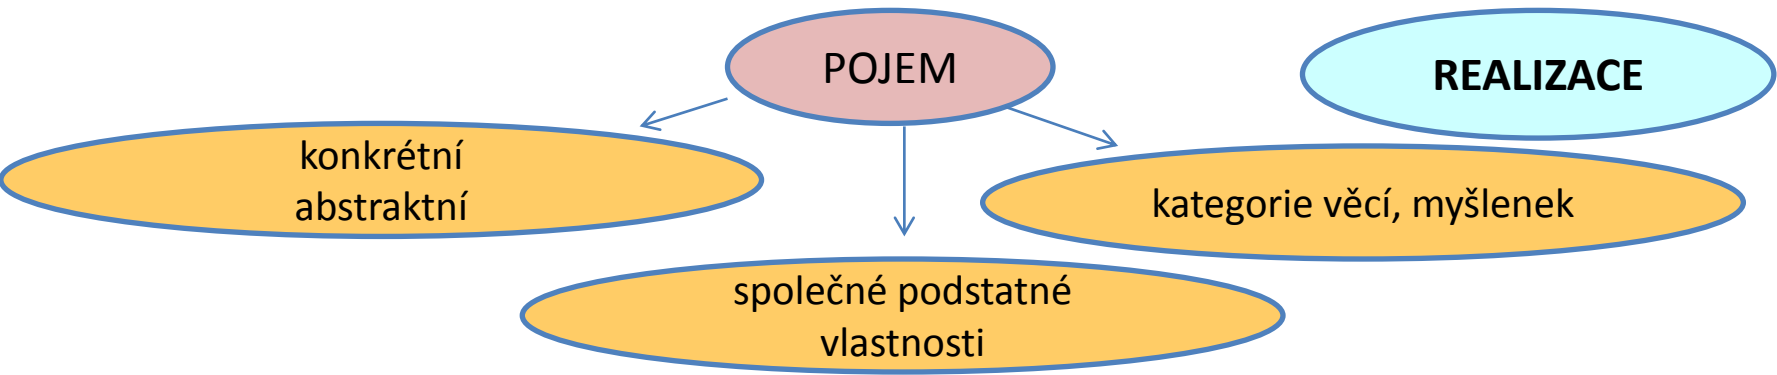 POJEM
REALIZACE
konkrétní
abstraktní
kategorie věcí, myšlenek
společné podstatné
vlastnosti